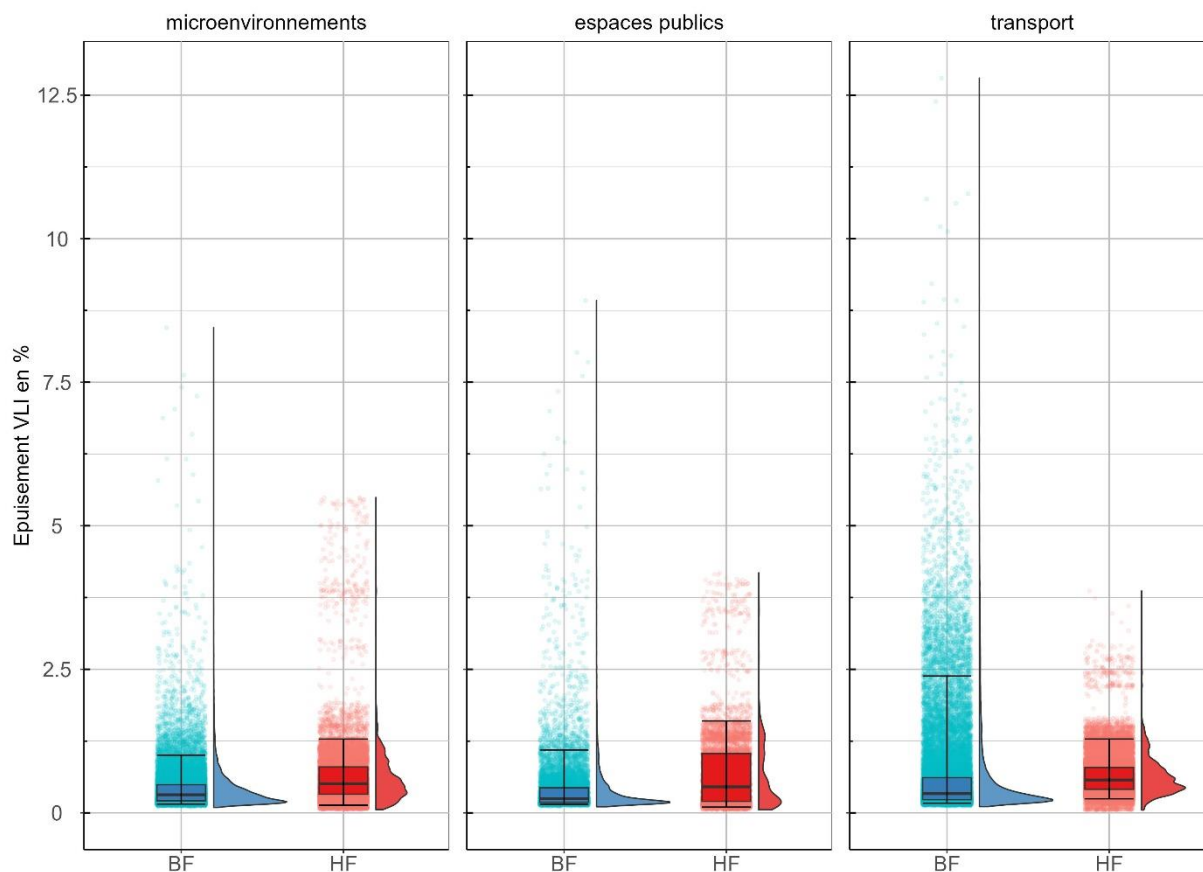 microenvironnements espaces publics transport
12.5
10
7.5
5
2.5
0
Epuisement VLI en %
BF HF BF HF BF HF